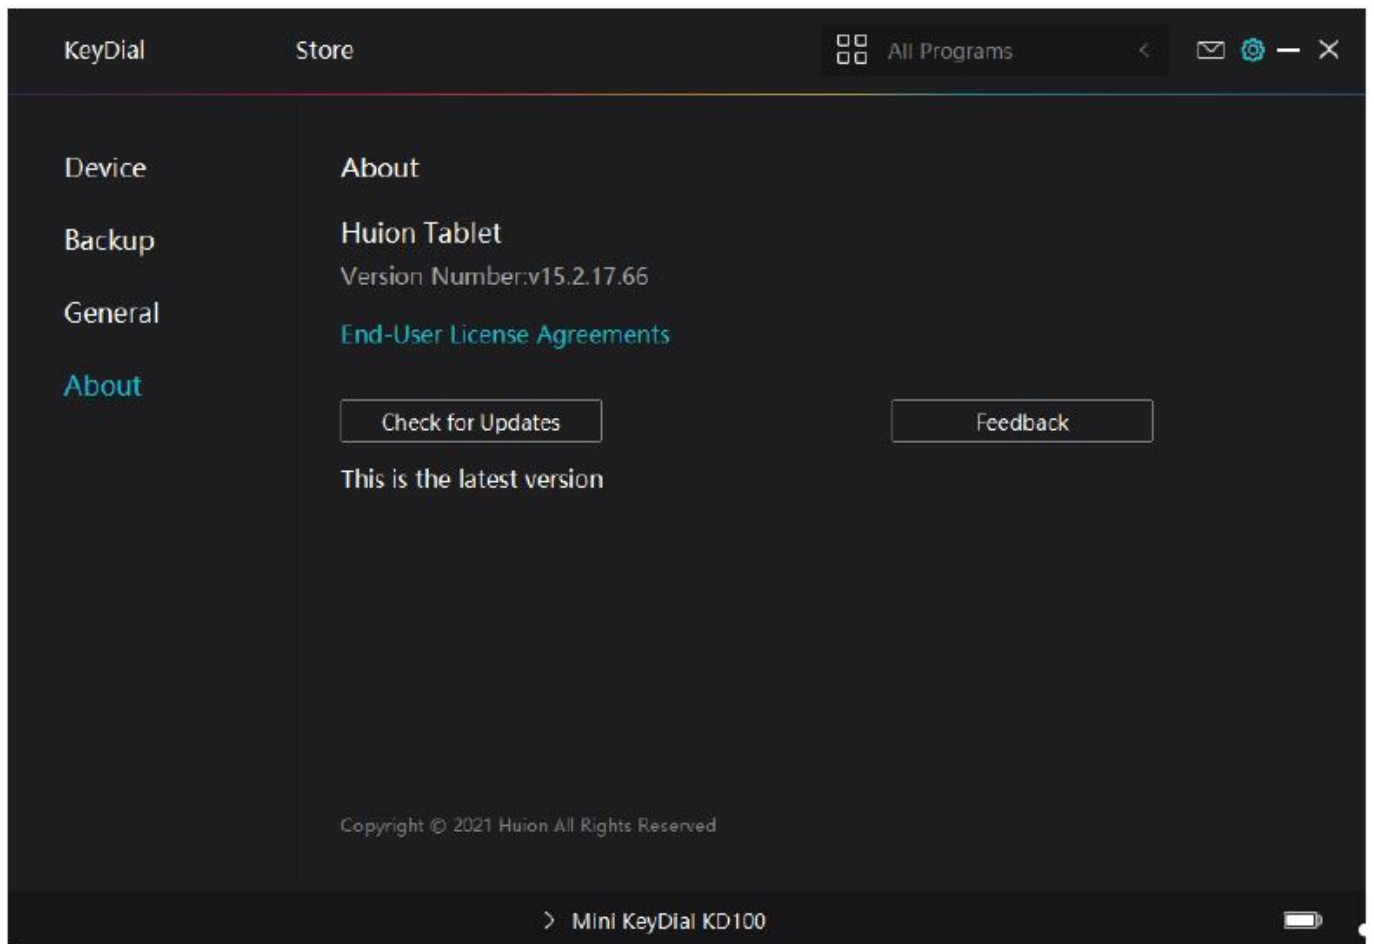 KeyDial
Store
All Programs
Device
Backup
General
About
About
Huion Tablet
Version Number:v15.2.17.66
End-User License Agreements
Check for Updates
Feedback
This is the latest version
Copyright © 2021 Huion All Rights Reserved
Mini KeyDial KD100